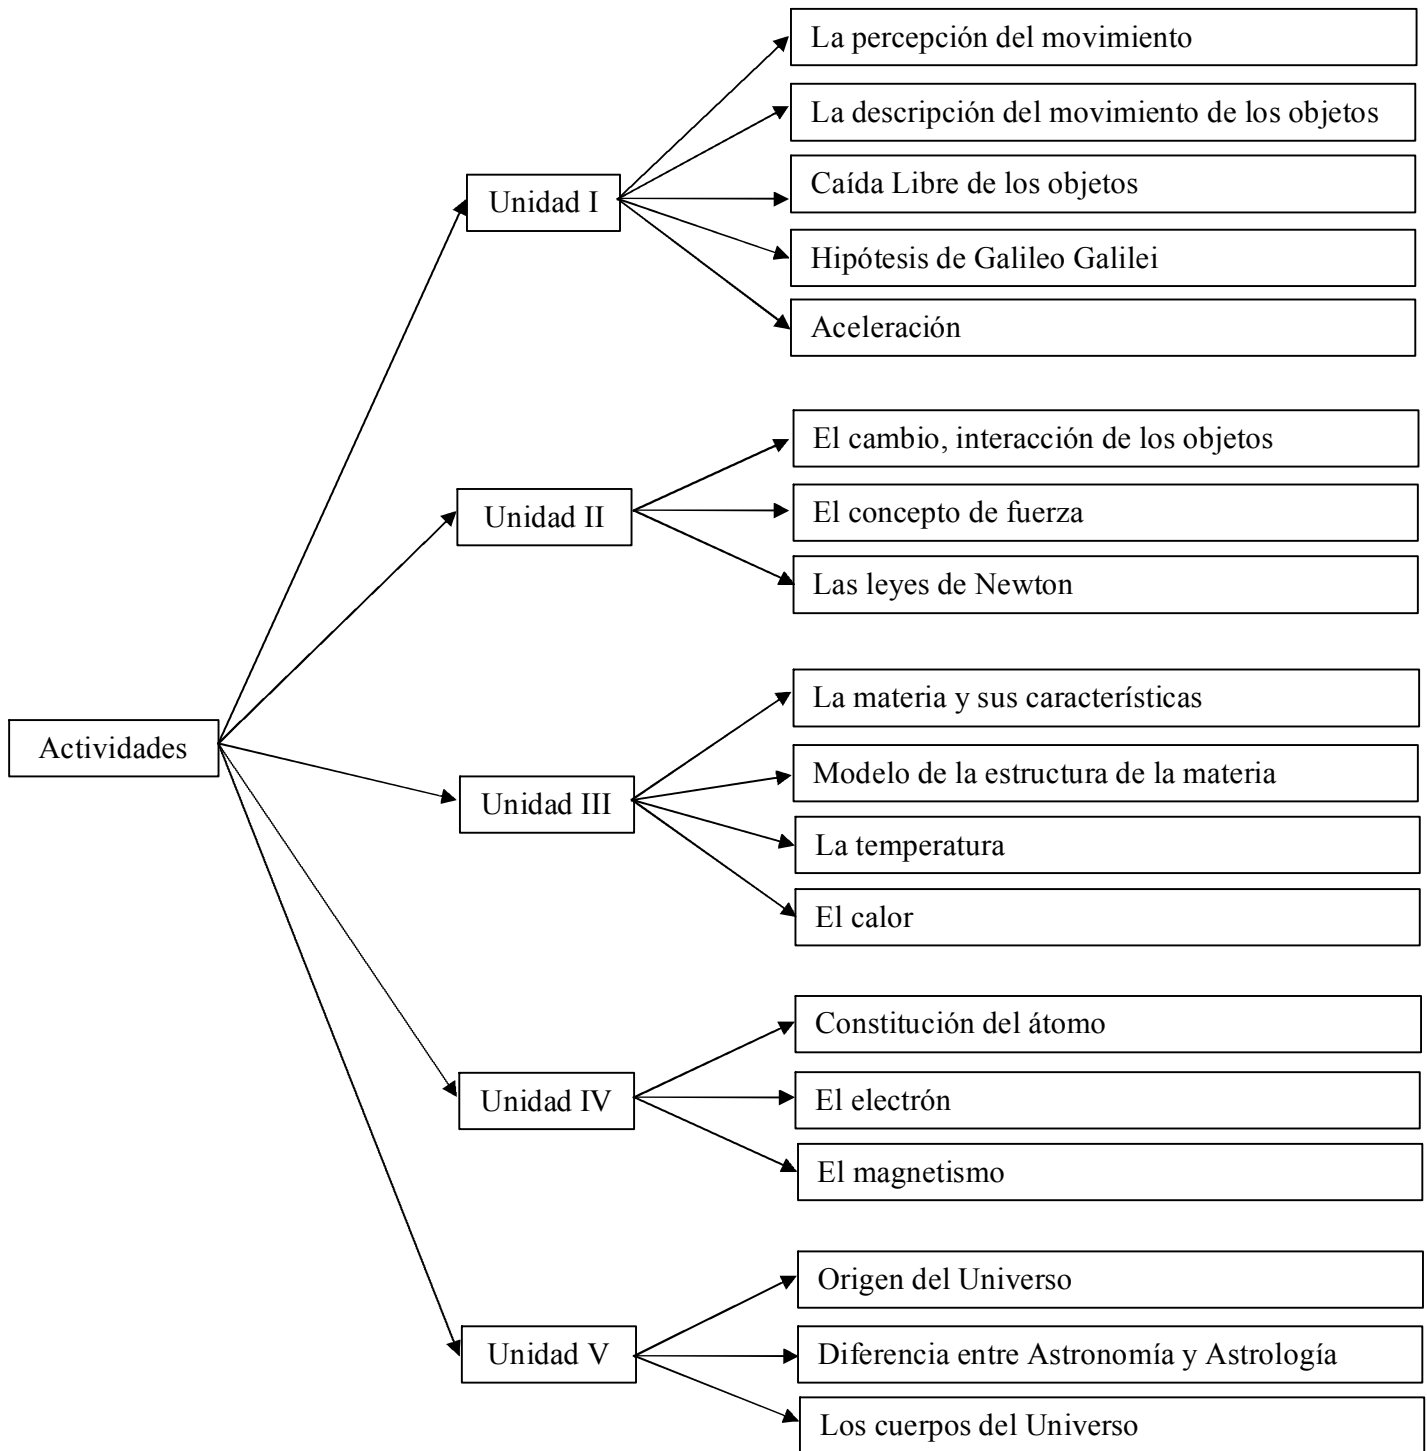 Actividades
Unidad I
La percepción del movimiento
La descripción del movimiento de los objetos
Caída Libre de los objetos
Hipótesis de Galileo Galilei
Aceleración
Unidad II
El cambio, interacción de los objetos
El concepto de fuerza
Las leyes de Newton
Unidad III
La materia y sus características
Modelo de la estructura de la materia
La temperatura
El calor
Unidad IV
Constitución del átomo
El electrón
El magnetismo
Unidad V
Origen del Universo
Diferencia entre Astronomía y Astrología
Los cuerpos del Universo